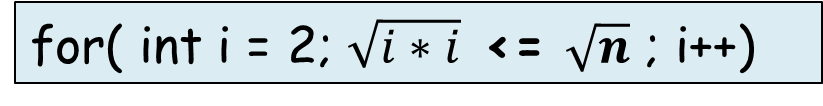 for( int i = 2; √i * i <= √n ; i++)